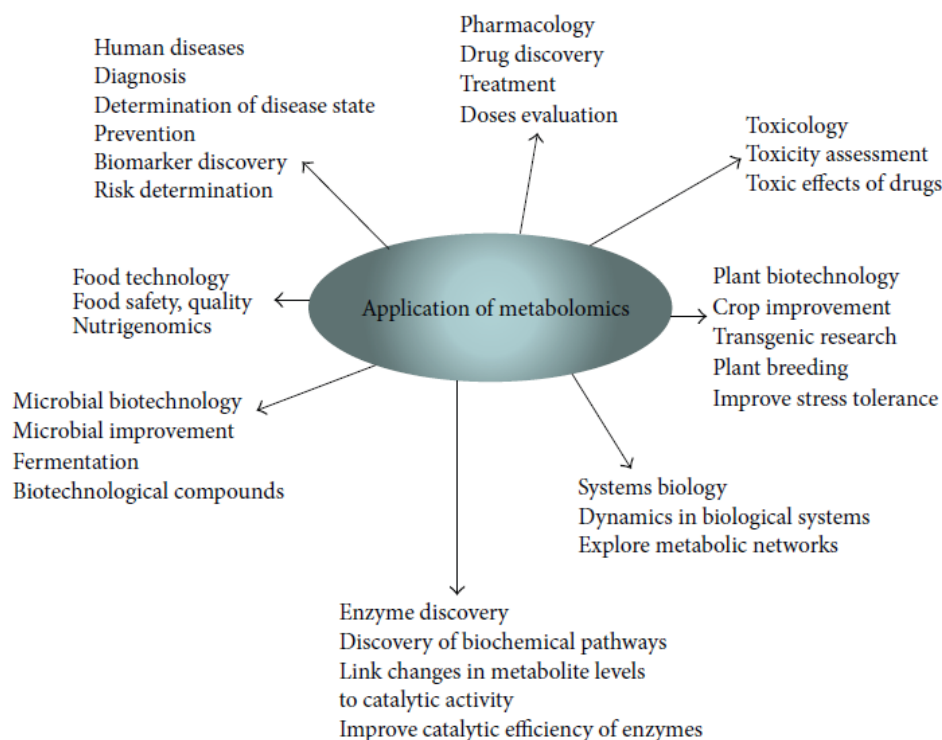 Human diseases
Diagnosis
Determination of disease state
Prevention
Biomarker discovery
Risk determination
Pharmacology
Drug discovery
Treatment
Doses evaluation
Toxicology
Toxicity assessment
Toxic effects of drugs
Food technology
Food safety, quality
Nutrigenomics
Application of metabolomics
Plant biotechnology
Crop improvement
Transgenic research
Plant breeding
Improve stress tolerance
Microbial biotechnology
Microbial improvement
Fermentation
Biotechnological compounds
Systems biology
Dynamics in biological systems
Explore metabolic networks
Enzyme discovery
Discovery of biochemical pathways
Link changes in metabolite levels
to catalytic activity
Improve catalytic efficiency of enzymes